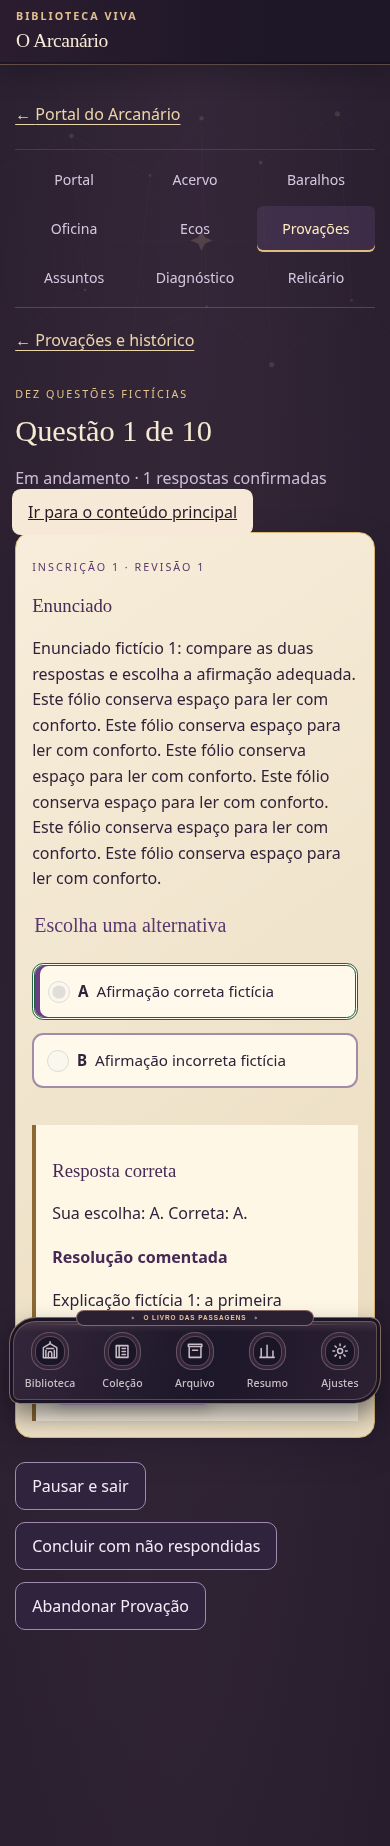 BIBLIOTECA VIVA
O Arcanário
← Portal do Arcanário
Portal
Acervo
Baralhos
Oficina
Ecos
Provações
Assuntos
Diagnóstico
Relicário
← Provações e histórico
DEZ QUESTÕES FICTÍCIAS
Questão 1 de 10
Em andamento · 1 respostas confirmadas
Ir para o conteúdo principal
INSCRIÇÃO 1 · REVISÃO 1
Enunciado
Enunciado fictício 1: compare as duas
respostas e escolha a afirmação adequada.
Este fólio conserva espaço para ler com
conforto. Este fólio conserva espaço para
ler com conforto. Este fólio conserva
espaço para ler com conforto. Este fólio
conserva espaço para ler com conforto.
Este fólio conserva espaço para ler com
conforto. Este fólio conserva espaço para
ler com conforto.
Escolha uma alternativa
A Afirmação correta fictícia
B Afirmação incorreta fictícia
Resposta correta
Sua escolha: A. Correta: A.
Resolução comentada
Explicação fictícia 1: a primeira
O LIVRO DAS PASSAGENS
Biblioteca
Coleção
Arquivo
Resumo
Ajustes
Pausar e sair
Concluir com não respondidas
Abandonar Provação